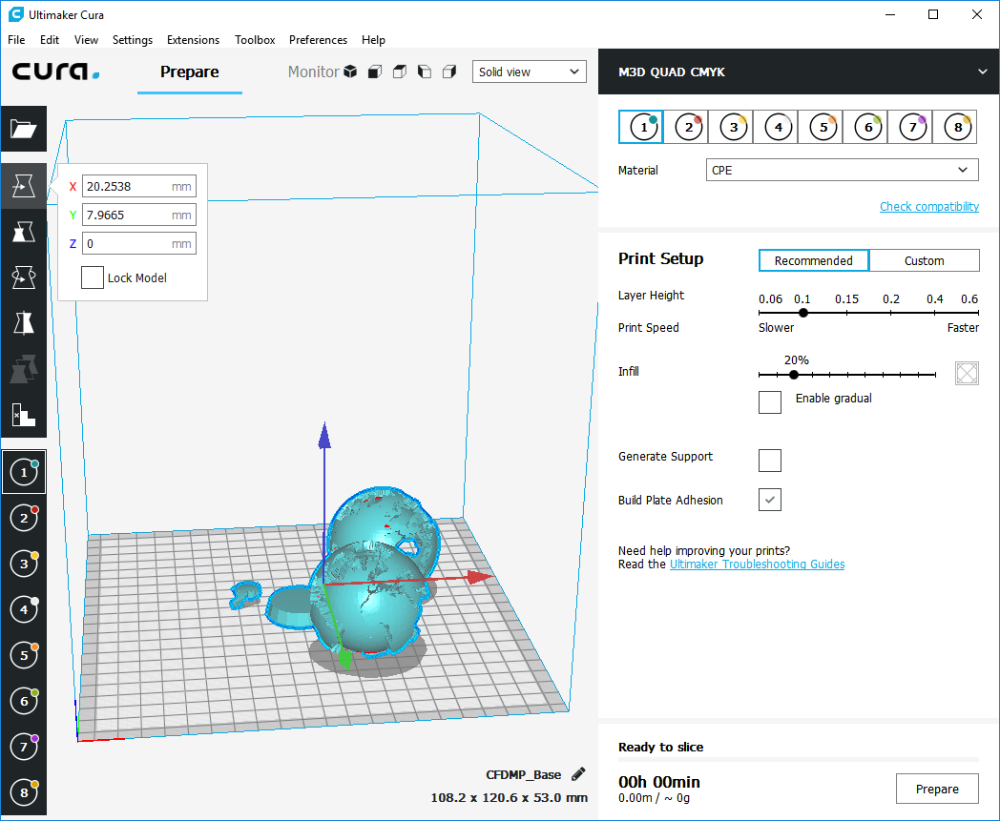 Ultimaker Cura
File Edit View Settings Extensions Toolbox Preferences Help
cura. Prepare Monitor Solid view
M3D QUAD CMYK
1 2 3 4 5 6 7 8
Material CPE
Check compatibility
X 20.2538 mm
Y 7.9665 mm
Z 0 mm
Lock Model
Print Setup Recommended Custom
Layer Height 0.06 0.1 0.15 0.2 0.4 0.6
Print Speed Slower Faster
20%
Infill
Enable gradual
Generate Support
Build Plate Adhesion
Need help improving your prints?
Read the Ultimaker Troubleshooting Guides
1
2
3
4
5
6
7
8
CFDMP_Base
108.2 x 120.6 x 53.0 mm
Ready to slice
00h 00min
0.00m / ~ 0g
Prepare